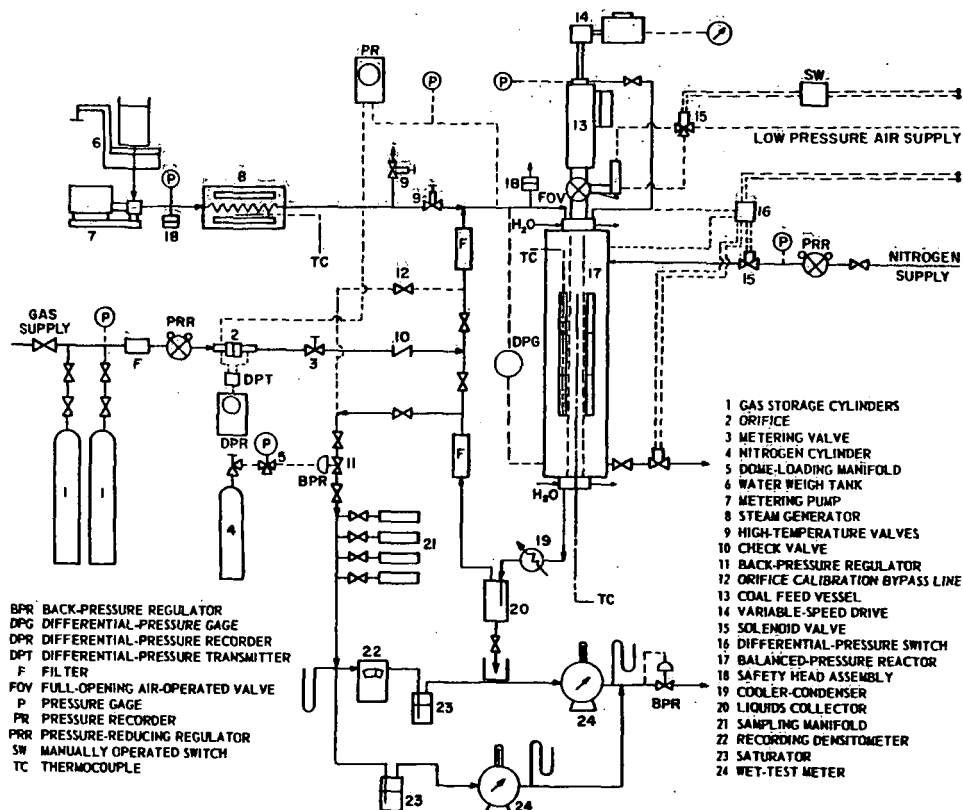 14
PR
P
P
SW
15
13
6
LOW PRESSURE AIR SUPPLY
P
8
9
9
18
FOV
16
7
18
TC
F
H2O
TC
17
P
PRR
15
NITROGEN
SUPPLY
12
GAS
SUPPLY
P
PRR
2
F
3
10
DPG
DPT
DPR
P
5
11
BPR
F
H2O
1
1
4
21
19
20
TC
22
23
24
BPR
23
24
1 GAS STORAGE CYLINDERS
2 ORIFICE
3 METERING VALVE
4 NITROGEN CYLINDER
5 DOME-LOADING MANIFOLD
6 WATER WEIGH TANK
7 METERING PUMP
8 STEAM GENERATOR
9 HIGH-TEMPERATURE VALVES
10 CHECK VALVE
11 BACK-PRESSURE REGULATOR
12 ORIFICE CALIBRATION BYPASS LINE
13 COAL FEED VESSEL
14 VARIABLE-SPEED DRIVE
15 SOLENOID VALVE
16 DIFFERENTIAL-PRESSURE SWITCH
17 BALANCED-PRESSURE REACTOR
18 SAFETY HEAD ASSEMBLY
19 COOLER-CONDENSER
20 LIQUIDS COLLECTOR
21 SAMPLING MANIFOLD
22 RECORDING DENSITOMETER
23 SATURATOR
24 WET-TEST METER
BPR BACK-PRESSURE REGULATOR
DPG DIFFERENTIAL-PRESSURE GAGE
DPR DIFFERENTIAL-PRESSURE RECORDER
DPT DIFFERENTIAL-PRESSURE TRANSMITTER
F FILTER
FOV FULL-OPENING AIR-OPERATED VALVE
P PRESSURE GAGE
PR PRESSURE RECORDER
PRR PRESSURE-REDUCING REGULATOR
SW MANUALLY OPERATED SWITCH
TC THERMOCOUPLE